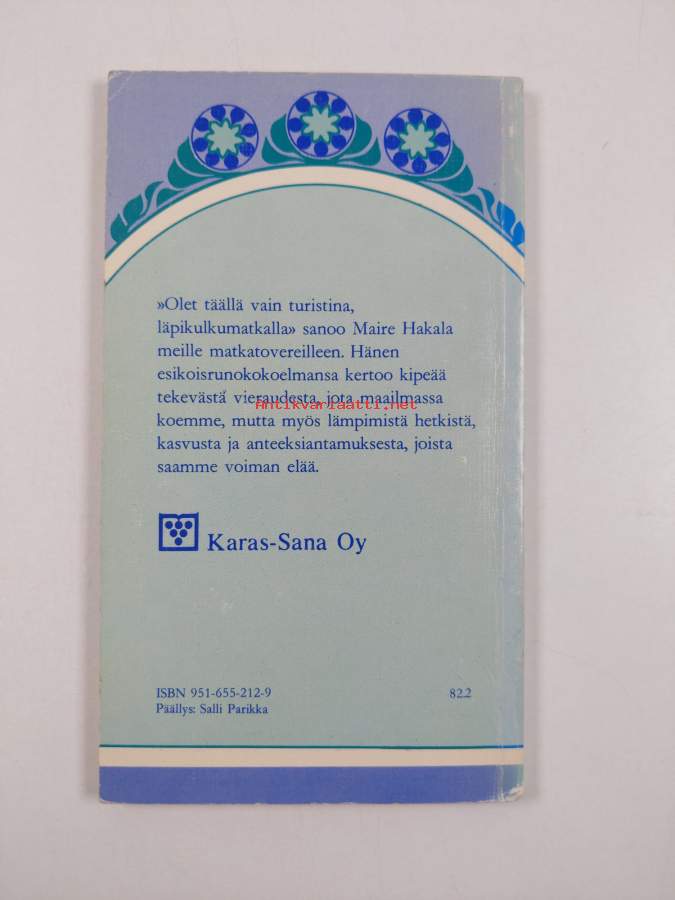 »Olet täällä vain turistina,
läpikulkumatkalla» sanoo Maire Hakala
meille matkatovereilleen. Hänen
esikoisrunokokoelmansa kertoo kipeää
tekevästä vieraudesta, jota maailmassa
Antikvariaatti.net
koemme, mutta myös lämpimistä hetkistä,
kasvusta ja anteeksiantamuksesta, joista
saamme voiman elää.
Karas-Sana Oy
ISBN 951-655-212-9 82.2
Päällys: Salli Parikka